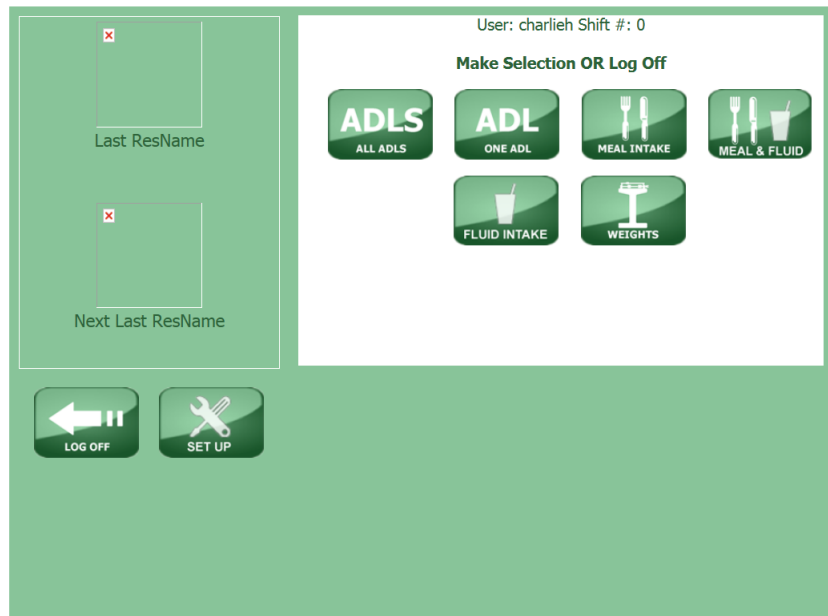 User: charlieh Shift #: 0
Make Selection OR Log Off
Last ResName
Next Last ResName
ADLS
ALL ADLS
ADL
ONE ADL
MEAL INTAKE
MEAL & FLUID
FLUID INTAKE
WEIGHTS
LOG OFF
SET UP